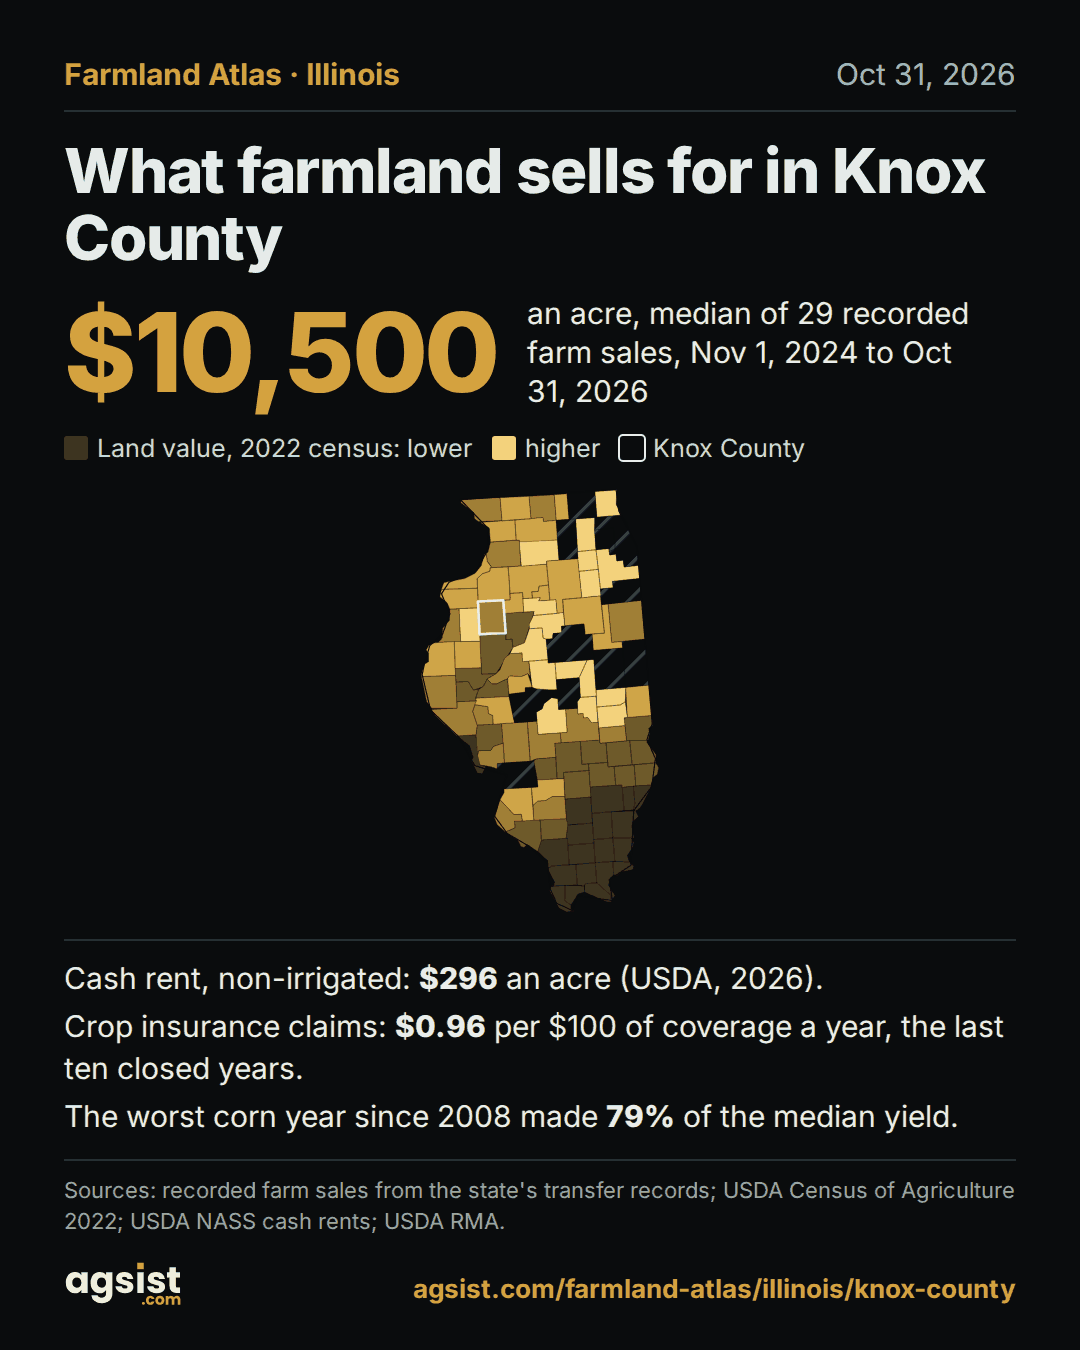 Farmland Atlas · Illinois
Oct 31, 2026
What farmland sells for in Knox
County
$10,500
an acre, median of 29 recorded
farm sales, Nov 1, 2024 to Oct
31, 2026
Land value, 2022 census: lower
higher
Knox County
Cash rent, non-irrigated: $296 an acre (USDA, 2026).
Crop insurance claims: $0.96 per $100 of coverage a year, the last
ten closed years.
The worst corn year since 2008 made 79% of the median yield.
Sources: recorded farm sales from the state's transfer records; USDA Census of Agriculture
2022; USDA NASS cash rents; USDA RMA.
agsist
.com
agsist.com/farmland-atlas/illinois/knox-county